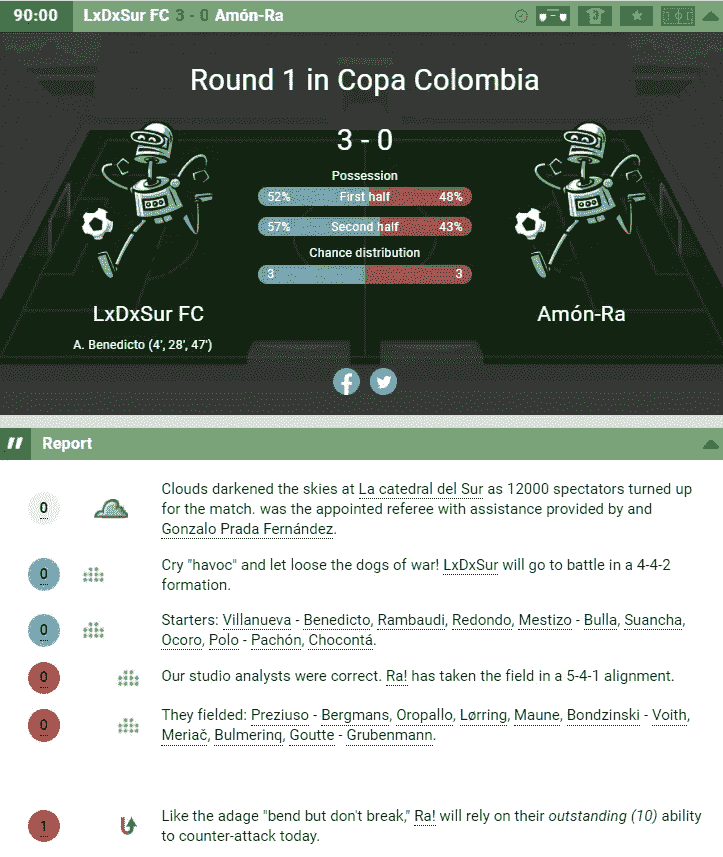 90:00 LxDxSur FC 3 - 0 Amón-Ra
Round 1 in Copa Colombia
3 - 0
Possession
52% First half 48%
57% Second half 43%
Chance distribution
3 3
LxDxSur FC Amón-Ra
A. Benedicto (4', 28', 47')
Report
0 Clouds darkened the skies at La catedral del Sur as 12000 spectators turned up
for the match. was the appointed referee with assistance provided by and
Gonzalo Prada Fernández.
0 Cry "havoc" and let loose the dogs of war! LxDxSur will go to battle in a 4-4-2
formation.
0 Starters: Villanueva - Benedicto, Rambaudi, Redondo, Mestizo - Bulla, Suancha,
Ocoro, Polo - Pachón, Chocontá.
0 Our studio analysts were correct. Ra! has taken the field in a 5-4-1 alignment.
0 They fielded: Preziuso - Bergmans, Oropallo, Lørring, Maune, Bondzinski - Voith,
Meriač, Bulmerinq, Goutte - Grubenmann.
1 Like the adage "bend but don't break," Ra! will rely on their outstanding (10) ability
to counter-attack today.